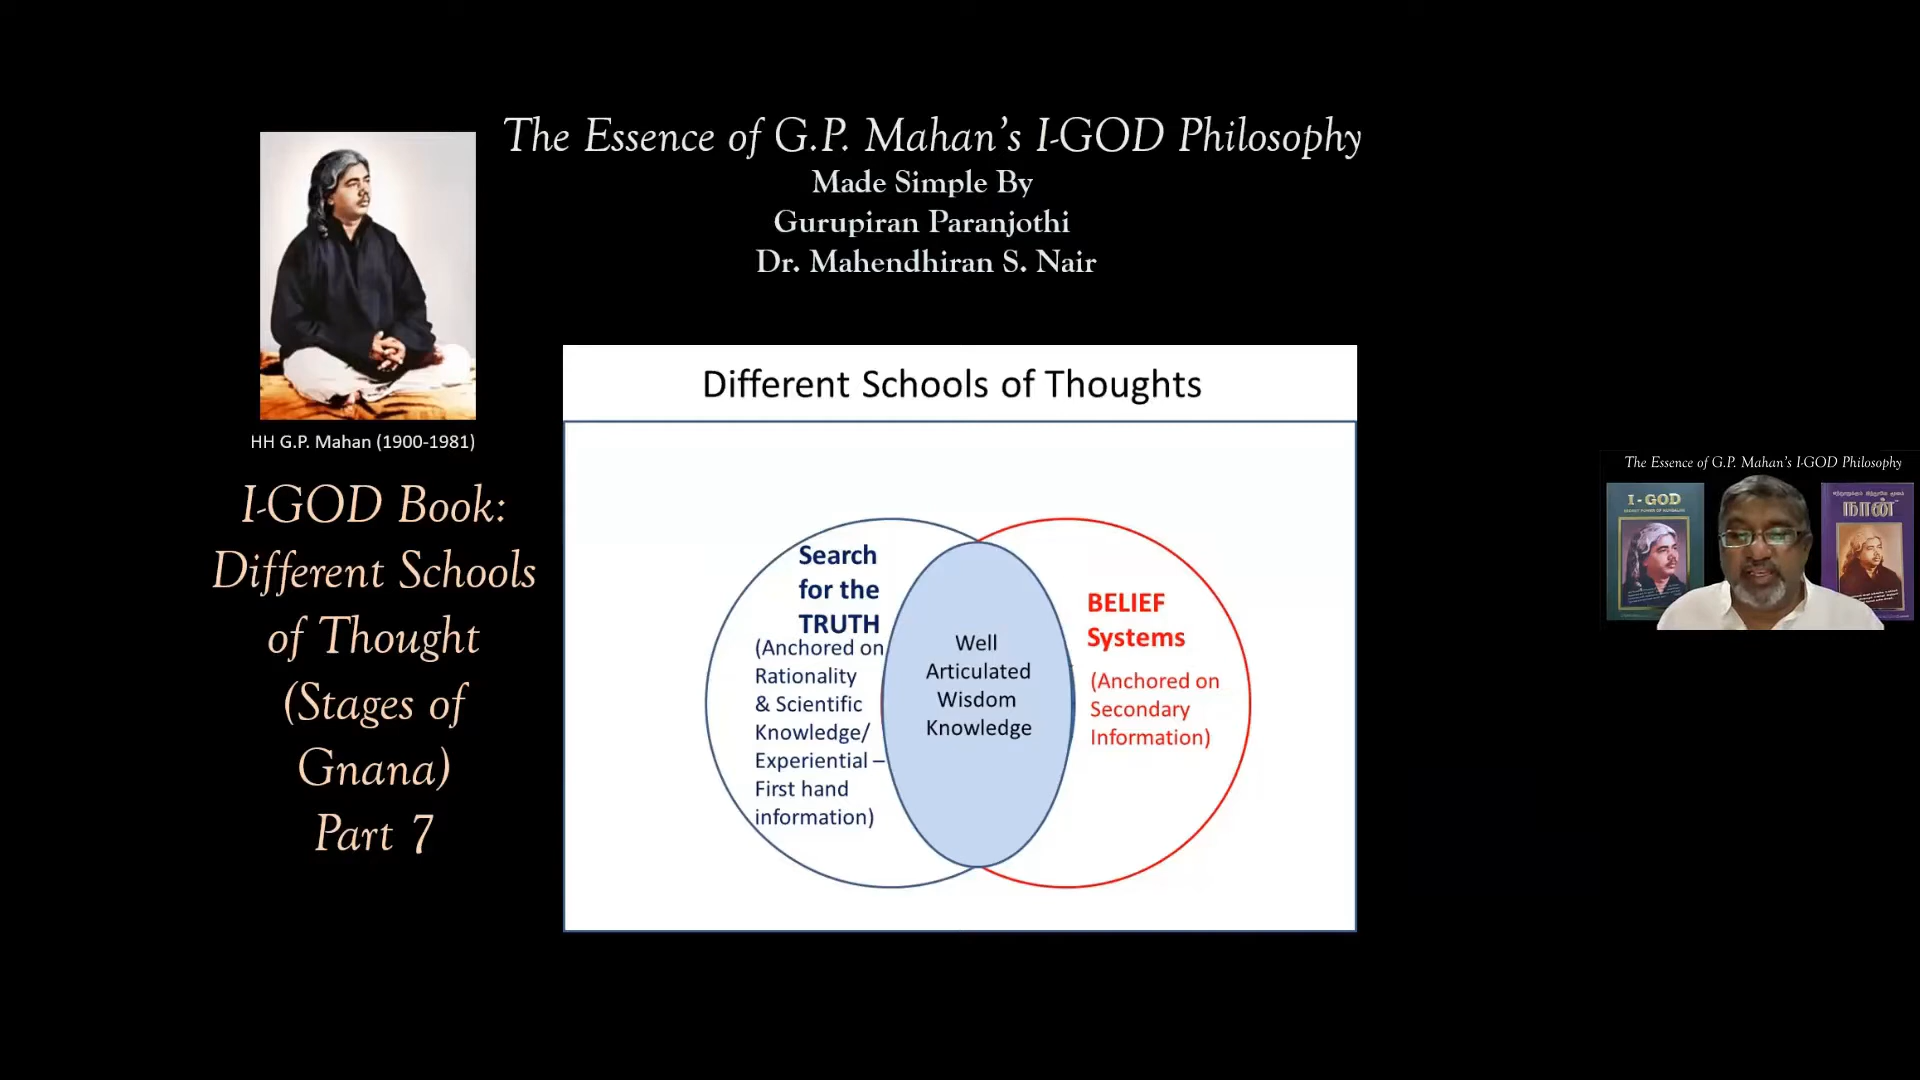 The Essence of G.P. Mahan's I-GOD Philosophy
Made Simple By
Gurupiran Paranjothi
Dr. Mahendhiran S. Nair
HH G.P. Mahan (1900-1981)
I-GOD Book:
Different Schools
of Thought
(Stages of
Gnana)
Part 7
Different Schools of Thoughts
Search
for the
TRUTH
(Anchored on
Rationality
& Scientific
Knowledge/
Experiential –
First hand
information)
Well
Articulated
Wisdom
Knowledge
BELIEF
Systems
(Anchored on
Secondary
Information)
The Essence of G.P. Mahan's I-GOD Philosophy
I-GOD
நான்